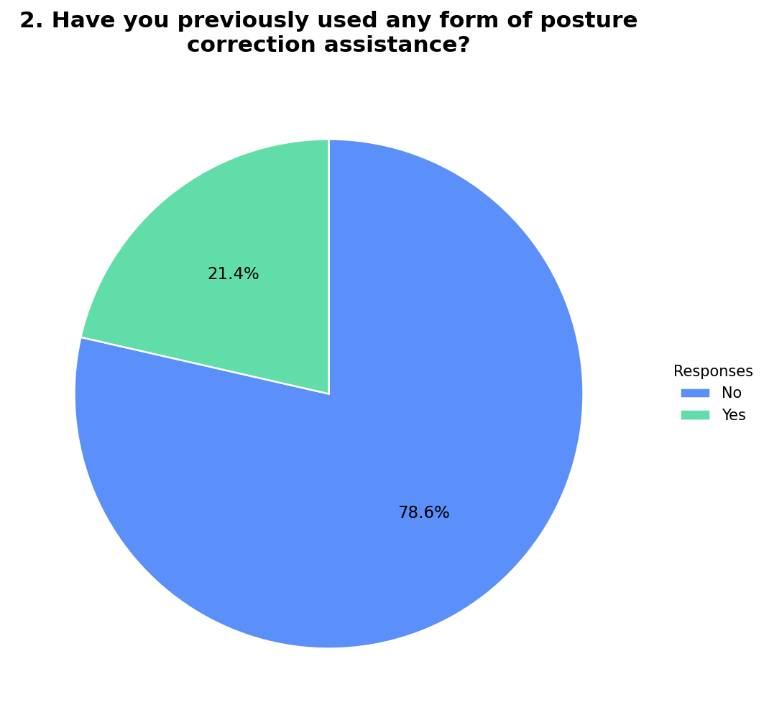 2. Have you previously used any form of posture
correction assistance?
21.4%
78.6%
Responses
No
Yes